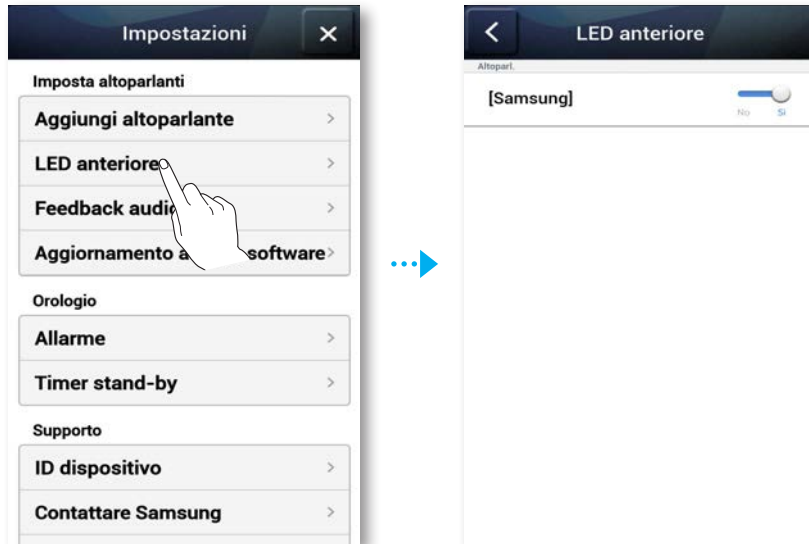 Impostazioni
Imposta altoparlanti
Aggiungi altoparlante
LED anteriore
Feedback audio
Aggiornamento a software
Orologio
Allarme
Timer stand-by
Supporto
ID dispositivo
Contattare Samsung
LED anteriore
Altoparl.
[Samsung]
No Sì